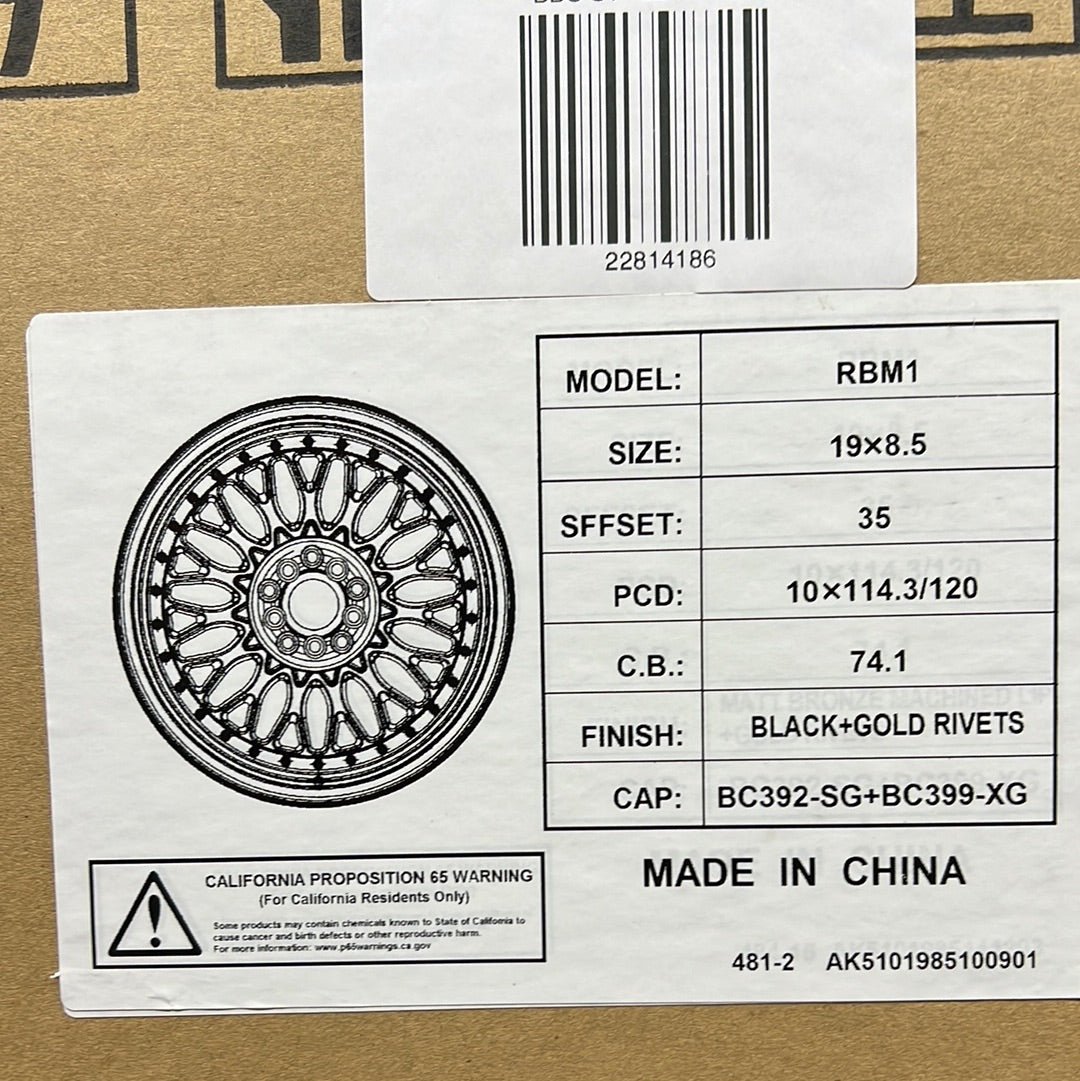 22814186
MODEL: RBM1
SIZE: 19×8.5
SFFSET: 35
PCD: 10×114.3/120
C.B.: 74.1
FINISH: BLACK+GOLD RIVETS
CAP: BC392-SG+BC399-XG
MADE IN CHINA
CALIFORNIA PROPOSITION 65 WARNING
(For California Residents Only)
Some products may contain chemicals known to State of California to
cause cancer and birth defects or other reproductive harm.
For more information: www.p65warnings.ca.gov
481-2 AK5101985100901